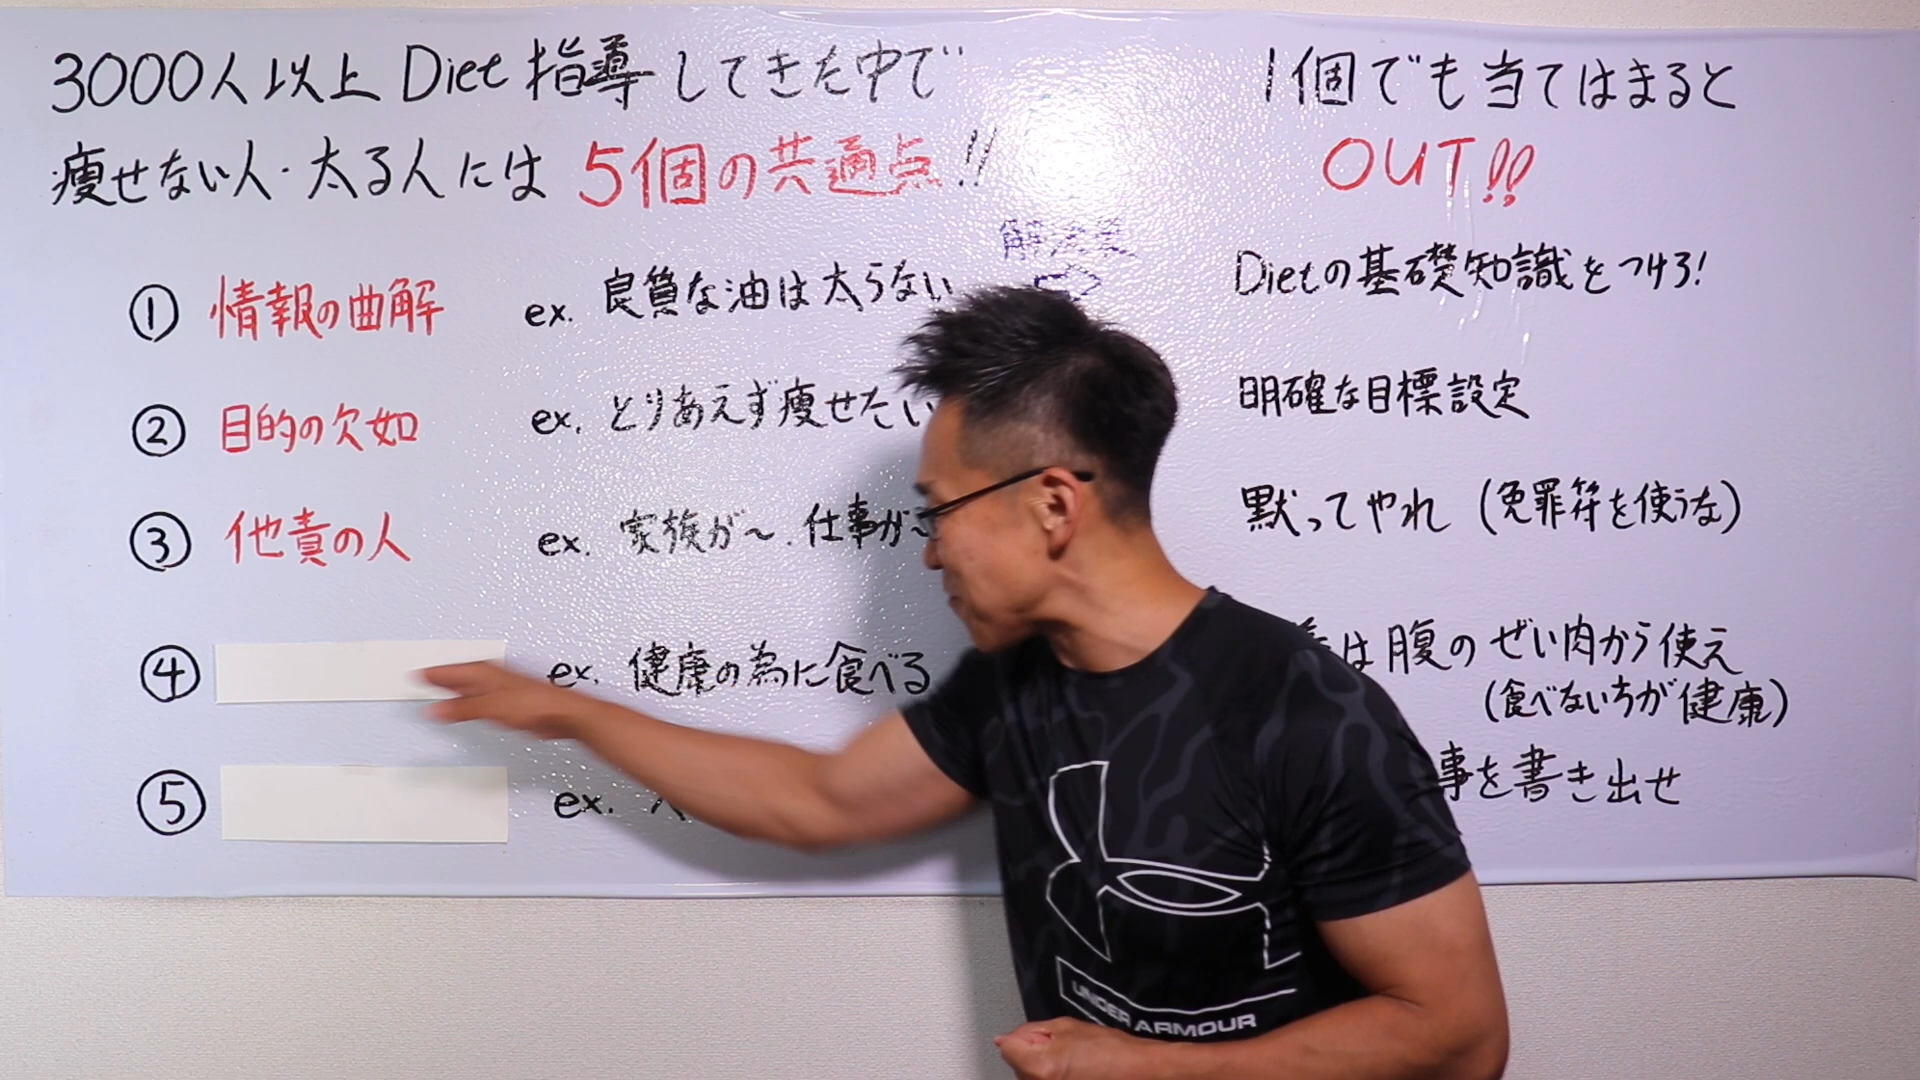 3000人以上Diet指導してきた中で
痩せない人・太る人には5個の共通点!!
1個でも当てはまると
OUT!!
解決策
① 情報の曲解 ex. 良質な油は太らない ⇨ Dietの基礎知識をつけろ!
② 目的の欠如 ex. とりあえず痩せたい 明確な目標設定
③ 他責の人 ex. 家族が〜. 仕事が〜 黙ってやれ (免罪符を使うな)
④ ex. 健康の為に食べる は腹のぜい肉から使え
(食べないちが健康)
⑤ ex. 事を書き出せ
UNDER ARMOUR